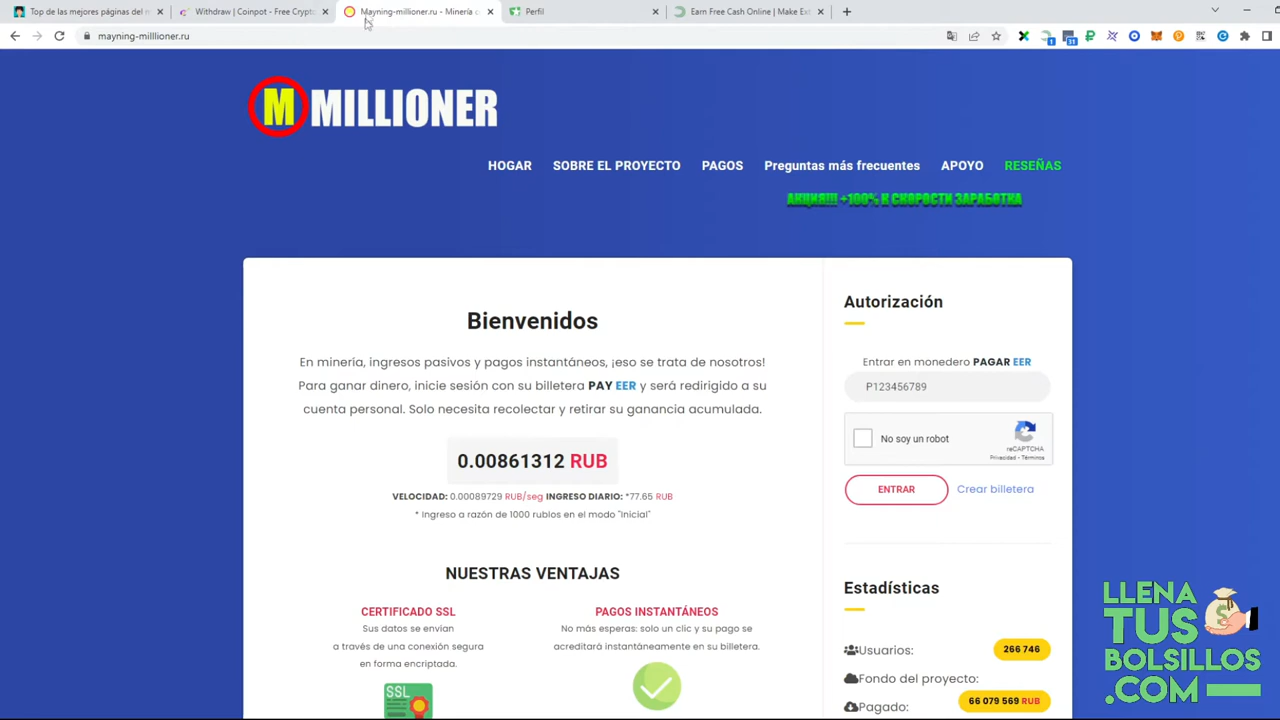 Top de las mejores páginas del m
Withdraw | Coinpot - Free Crypto
Mayning-millioner.ru - Minería c
Perfil
Earn Free Cash Online | Make Ext
mayning-milllioner.ru
1
31
M MILLIONER
HOGAR SOBRE EL PROYECTO PAGOS Preguntas más frecuentes APOYO RESEÑAS
АКЦИЯ!!! +100% К СКОРОСТИ ЗАРАБОТКА
Bienvenidos
En minería, ingresos pasivos y pagos instantáneos, ¡eso se trata de nosotros!
Para ganar dinero, inicie sesión con su billetera PAY EER y será redirigido a su
cuenta personal. Solo necesita recolectar y retirar su ganancia acumulada.
0.00861312 RUB
VELOCIDAD: 0.00089729 RUB/seg INGRESO DIARIO: *77.65 RUB
* Ingreso a razón de 1000 rublos en el modo "Inicial"
NUESTRAS VENTAJAS
CERTIFICADO SSL
Sus datos se envían
a través de una conexión segura
en forma encriptada.
SSL
PAGOS INSTANTÁNEOS
No más esperas: solo un clic y su pago se
acreditará instantáneamente en su billetera.
Autorización
Entrar en monedero PAGAR EER
P123456789
No soy un robot
reCAPTCHA
Privacidad - Términos
ENTRAR Crear billetera
Estadísticas
Usuarios: 266 746
Fondo del proyecto:
66 079 569 RUB
Pagado:
LLENA
TUS
BOLSILLOS
.COM